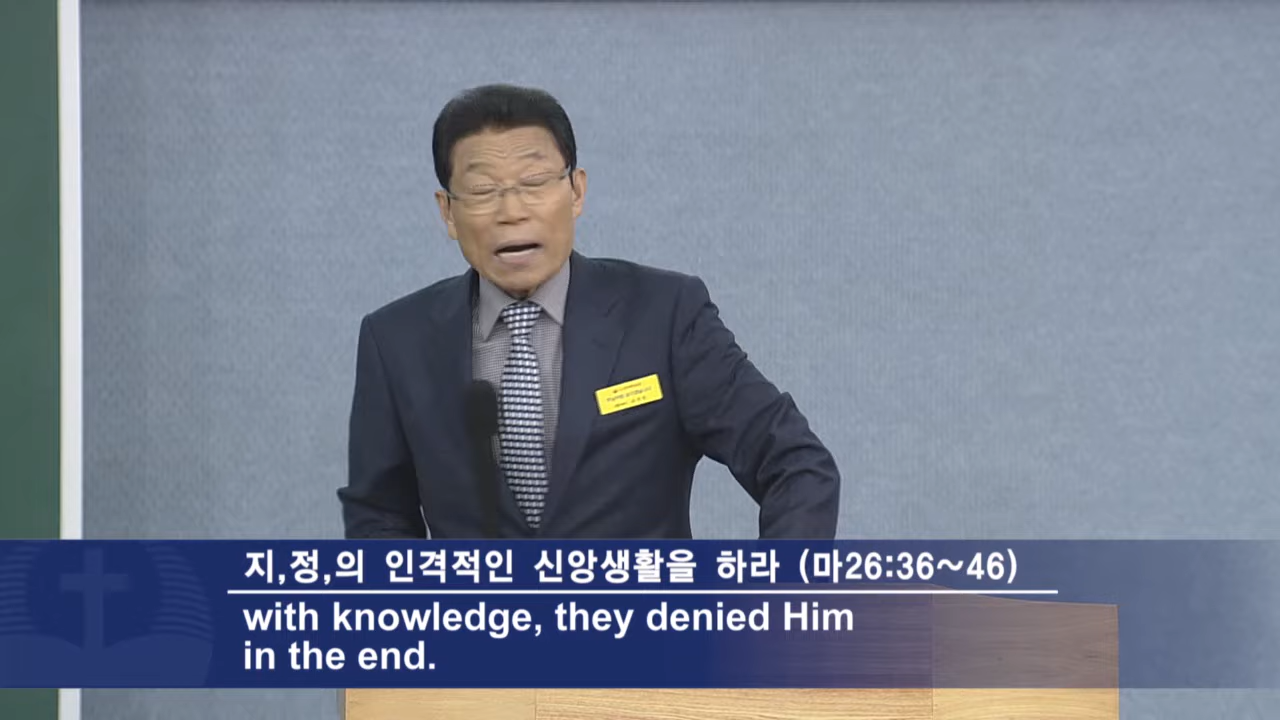 지,정,의 인격적인 신앙생활을 하라 (마26:36~46)
with knowledge, they denied Him
in the end.